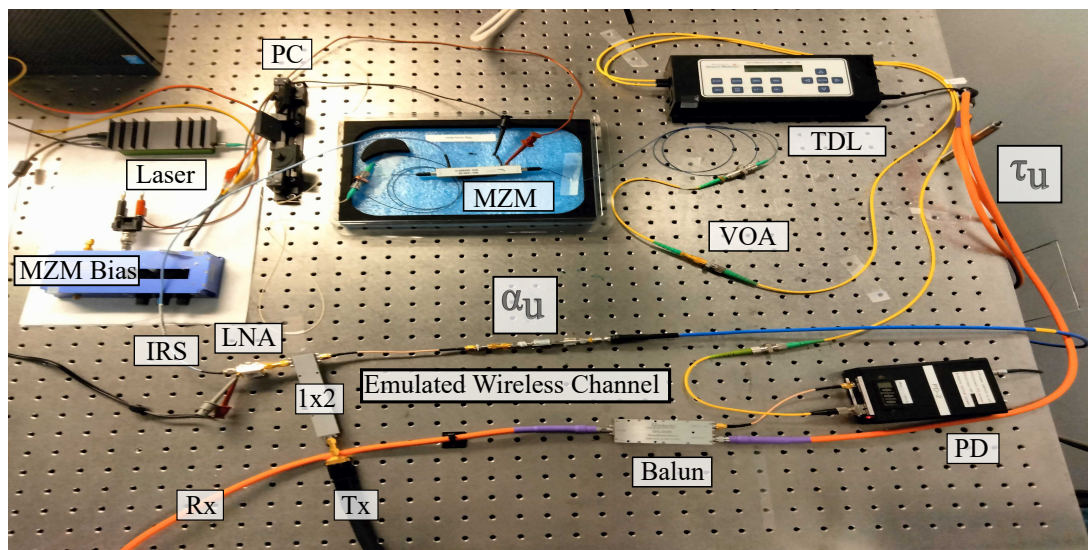 PC
TDL
Laser
MZM
τu
VOA
MZM Bias
αu
IRS
LNA
1x2
Emulated Wireless Channel
PD
Balun
Rx
Tx